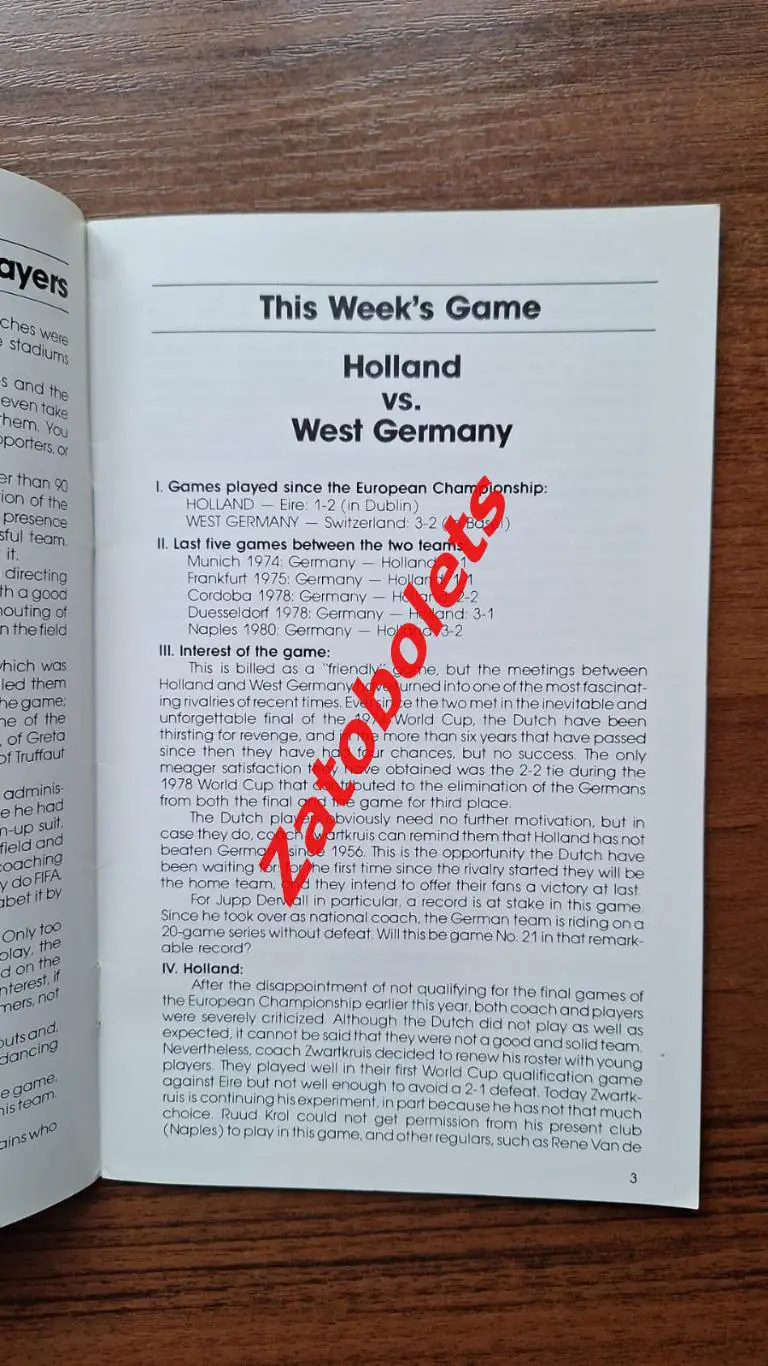 ayers
ches were
e stadiums
s and the
even take
hem. You
pporters, or
er than 90
tion of the
presence
sful team.
it.
directing
th a good
houting of
n the field
which was
led them
he game;
ne of the
, of Greta
of Truffaut
adminis-
e he had
n-up suit,
field and
coaching
y do FIFA
abet it by
Only too
play, the
d on the
nterest, if
mers, not
outs and,
dancing
e game,
his team.
ains who
This Week's Game
Holland
vs.
West Germany
I. Games played since the European Championship:
HOLLAND — Eire: 1-2 (in Dublin)
WEST GERMANY — Switzerland: 3-2 (in Basel)
II. Last five games between the two teams
Munich 1974: Germany — Holland 1
Frankfurt 1975: Germany — Holland 1-1
Cordoba 1978: Germany — Holland 2-2
Duesseldorf 1978: Germany — Holland: 3-1
Naples 1980: Germany — Holland 3-2
III. Interest of the game:
This is billed as a "friendly" game, but the meetings between
Holland and West Germany have turned into one of the most fascinat-
ing rivalries of recent times. Ever since the two met in the inevitable and
unforgettable final of the 1974 World Cup, the Dutch have been
thirsting for revenge, and in the more than six years that have passed
since then they have had four chances, but no success. The only
meager satisfaction they have obtained was the 2-2 tie during the
1978 World Cup that contributed to the elimination of the Germans
from both the final and the game for third place.
The Dutch players obviously need no further motivation, but in
case they do, coach Zwartkruis can remind them that Holland has not
beaten Germany since 1956. This is the opportunity the Dutch have
been waiting for: for the first time since the rivalry started they will be
the home team, and they intend to offer their fans a victory at last.
For Jupp Derwall in particular, a record is at stake in this game.
Since he took over as national coach, the German team is riding on a
20-game series without defeat. Will this be game No. 21 in that remark-
able record?
IV. Holland:
After the disappointment of not qualifying for the final games of
the European Championship earlier this year, both coach and players
were severely criticized. Although the Dutch did not play as well as
expected, it cannot be said that they were not a good and solid team.
Nevertheless, coach Zwartkruis decided to renew his roster with young
players. They played well in their first World Cup qualification game
against Eire but not well enough to avoid a 2-1 defeat. Today Zwartk-
ruis is continuing his experiment, in part because he has not that much
choice. Ruud Krol could not get permission from his present club
(Naples) to play in this game, and other regulars, such as Rene Van de
3
Zatobolets